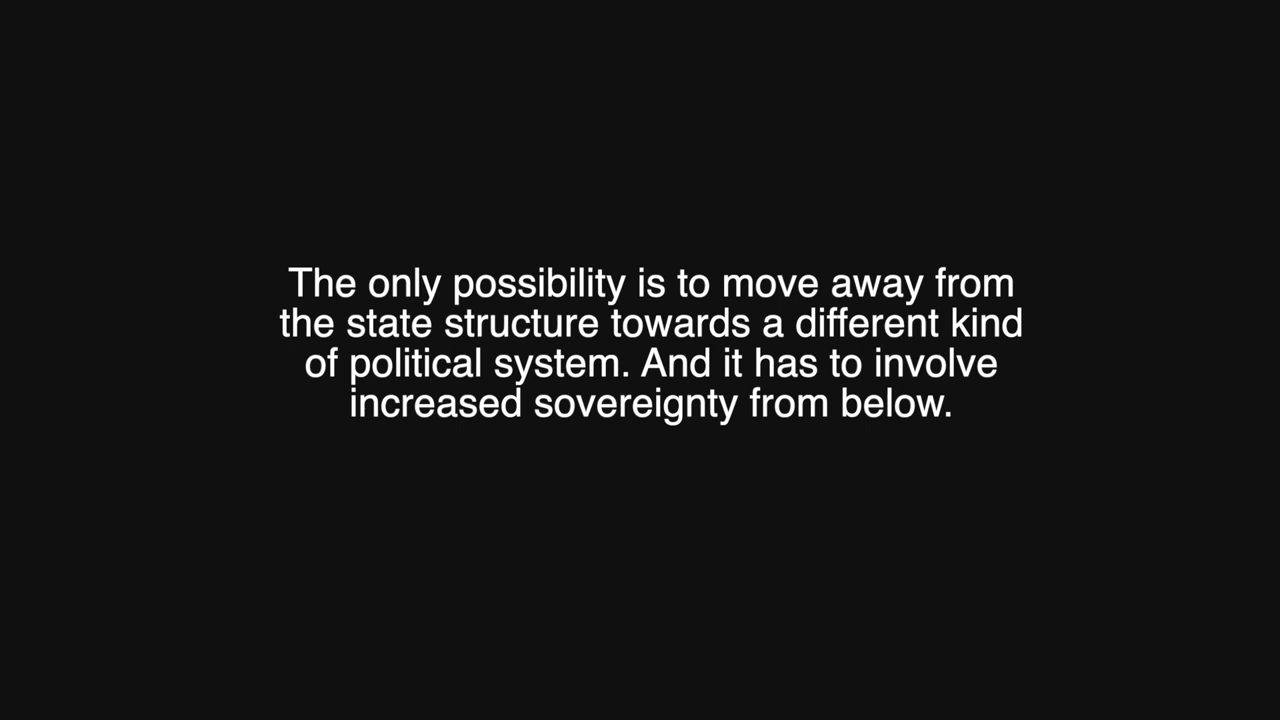 The only possibility is to move away from
the state structure towards a different kind
of political system. And it has to involve
increased sovereignty from below.